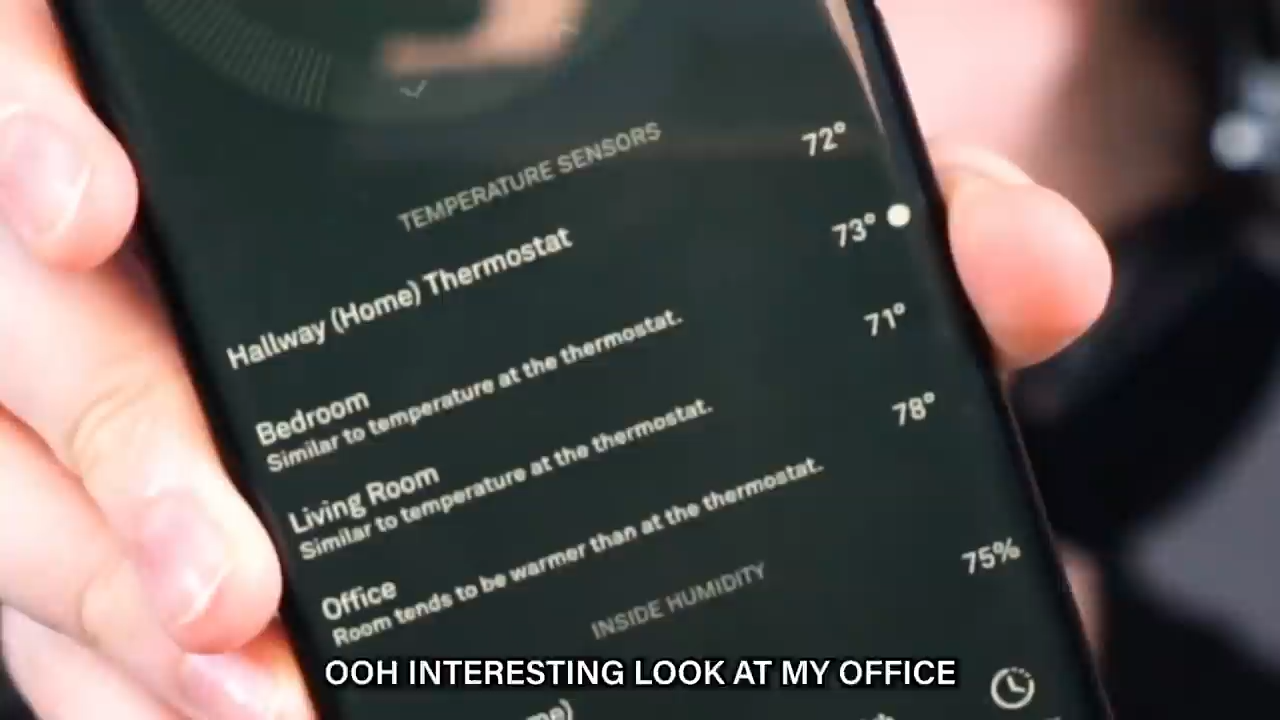 TEMPERATURE SENSORS
Hallway (Home) Thermostat 72°
Bedroom 73°
Similar to temperature at the thermostat.
Living Room 71°
Similar to temperature at the thermostat.
Office 78°
Room tends to be warmer than at the thermostat.
INSIDE HUMIDITY
75%
OOH INTERESTING LOOK AT MY OFFICE